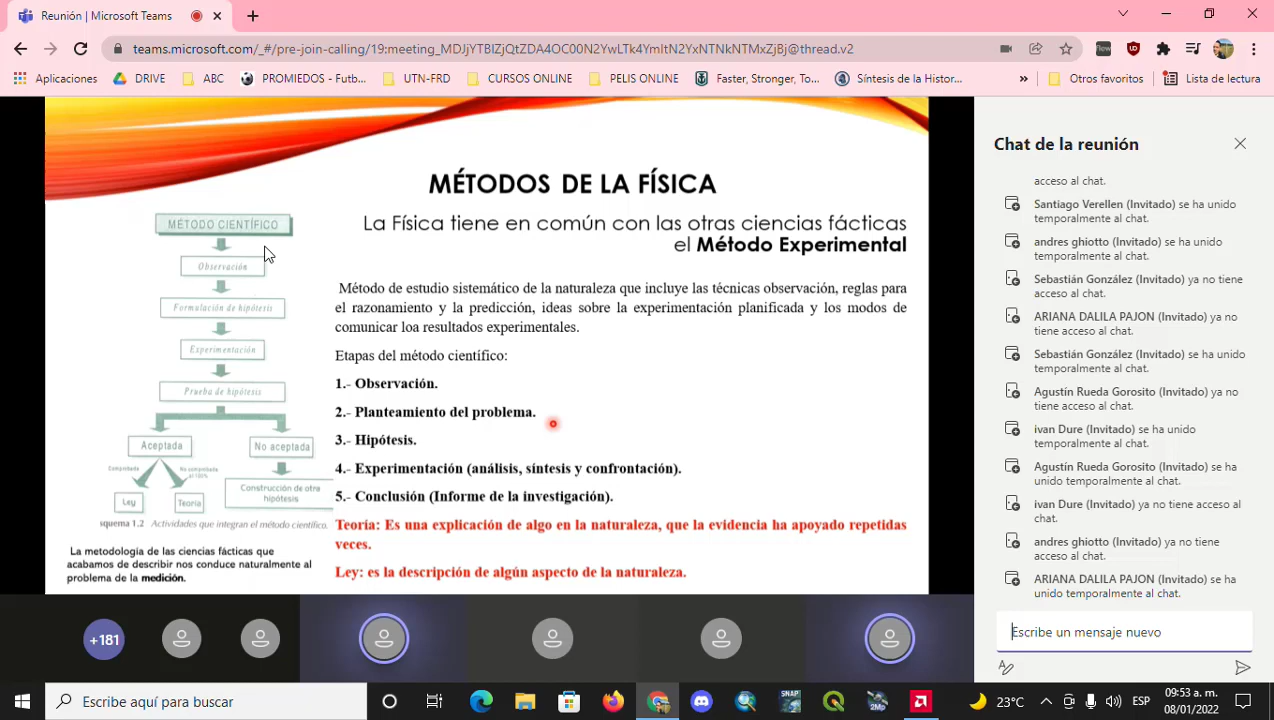 Reunión | Microsoft Teams
teams.microsoft.com/_#/pre-join-calling/19:meeting_MDJjYTBlZjQtZDA4OC00N2YwLTk4YmItN2YxNTNkNTMxZjBj@thread.v2
Aplicaciones DRIVE ABC PROMIEDOS - Futb... UTN-FRD CURSOS ONLINE PELIS ONLINE Faster, Stronger, To... Síntesis de la Histor... » Otros favoritos Lista de lectura
MÉTODOS DE LA FÍSICA
La Física tiene en común con las otras ciencias fácticas
el Método Experimental
MÉTODO CIENTÍFICO
Observación
Formulación de hipótesis
Experimentación
Prueba de hipótesis
Aceptada No aceptada
Comprobada No comprobada
al 100%
Ley Teoría
Construcción de otra
hipótesis
squema 1.2 Actividades que integran el método científico.
La metodología de las ciencias fácticas que
acabamos de describir nos conduce naturalmente al
problema de la medición.
Método de estudio sistemático de la naturaleza que incluye las técnicas observación, reglas para
el razonamiento y la predicción, ideas sobre la experimentación planificada y los modos de
comunicar loa resultados experimentales.
Etapas del método científico:
1.- Observación.
2.- Planteamiento del problema.
3.- Hipótesis.
4.- Experimentación (análisis, síntesis y confrontación).
5.- Conclusión (Informe de la investigación).
Teoría: Es una explicación de algo en la naturaleza, que la evidencia ha apoyado repetidas
veces.
Ley: es la descripción de algún aspecto de la naturaleza.
+181
Chat de la reunión
acceso al chat.
Santiago Verellen (Invitado) se ha unido
temporalmente al chat.
andres ghiotto (Invitado) se ha unido
temporalmente al chat.
Sebastián González (Invitado) ya no tiene
acceso al chat.
ARIANA DALILA PAJON (Invitado) ya no
tiene acceso al chat.
Sebastián González (Invitado) se ha unido
temporalmente al chat.
Agustín Rueda Gorosito (Invitado) ya no
tiene acceso al chat.
ivan Dure (Invitado) se ha unido
temporalmente al chat.
Agustín Rueda Gorosito (Invitado) se ha
unido temporalmente al chat.
ivan Dure (Invitado) ya no tiene acceso al
chat.
andres ghiotto (Invitado) ya no tiene
acceso al chat.
ARIANA DALILA PAJON (Invitado) se ha
unido temporalmente al chat.
Escribe un mensaje nuevo
Escribe aquí para buscar
SNAP
2Mp
23°C
ESP
09:53 a. m.
08/01/2022